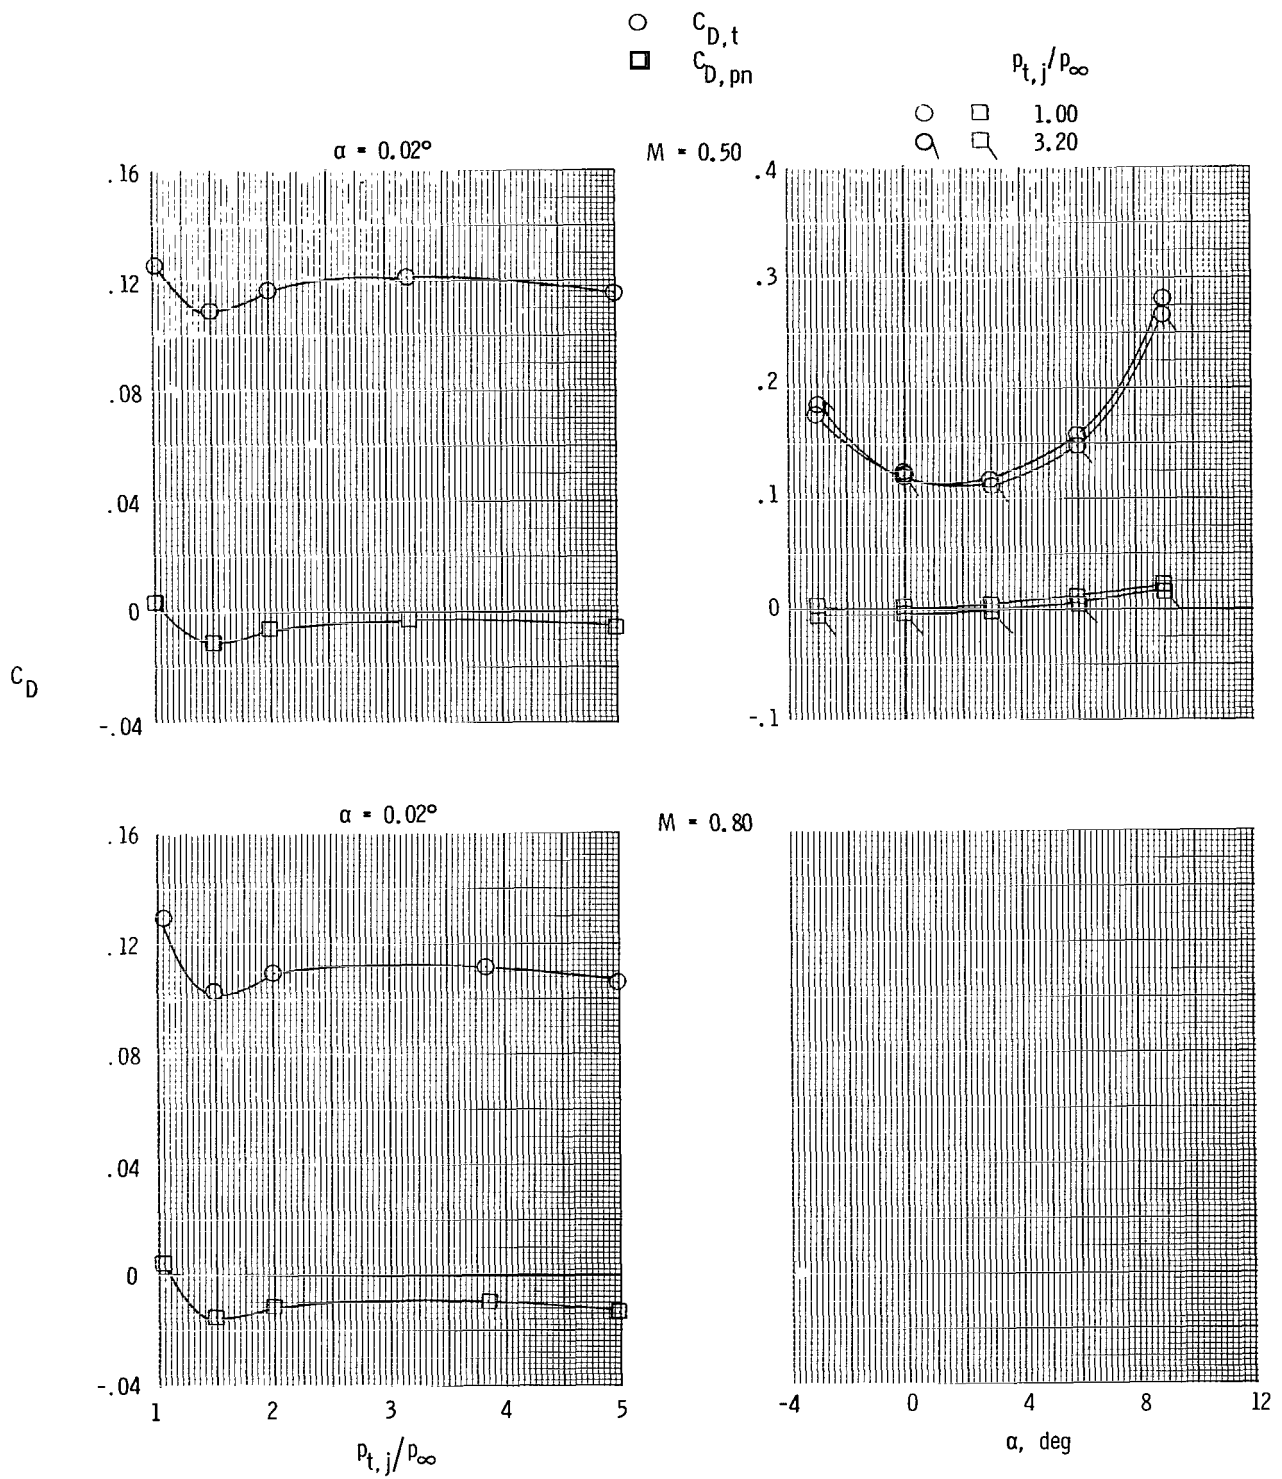 C_D,t
C_D,pn
p_t,j/p_∞
1.00
3.20
α = 0.02°
M = 0.50
.16
.12
.08
.04
0
-.04
.4
.3
.2
.1
0
-.1
C_D
α = 0.02°
M = 0.80
.16
.12
.08
.04
0
-.04
1 2 3 4 5
p_t,j/p_∞
-4 0 4 8 12
α, deg